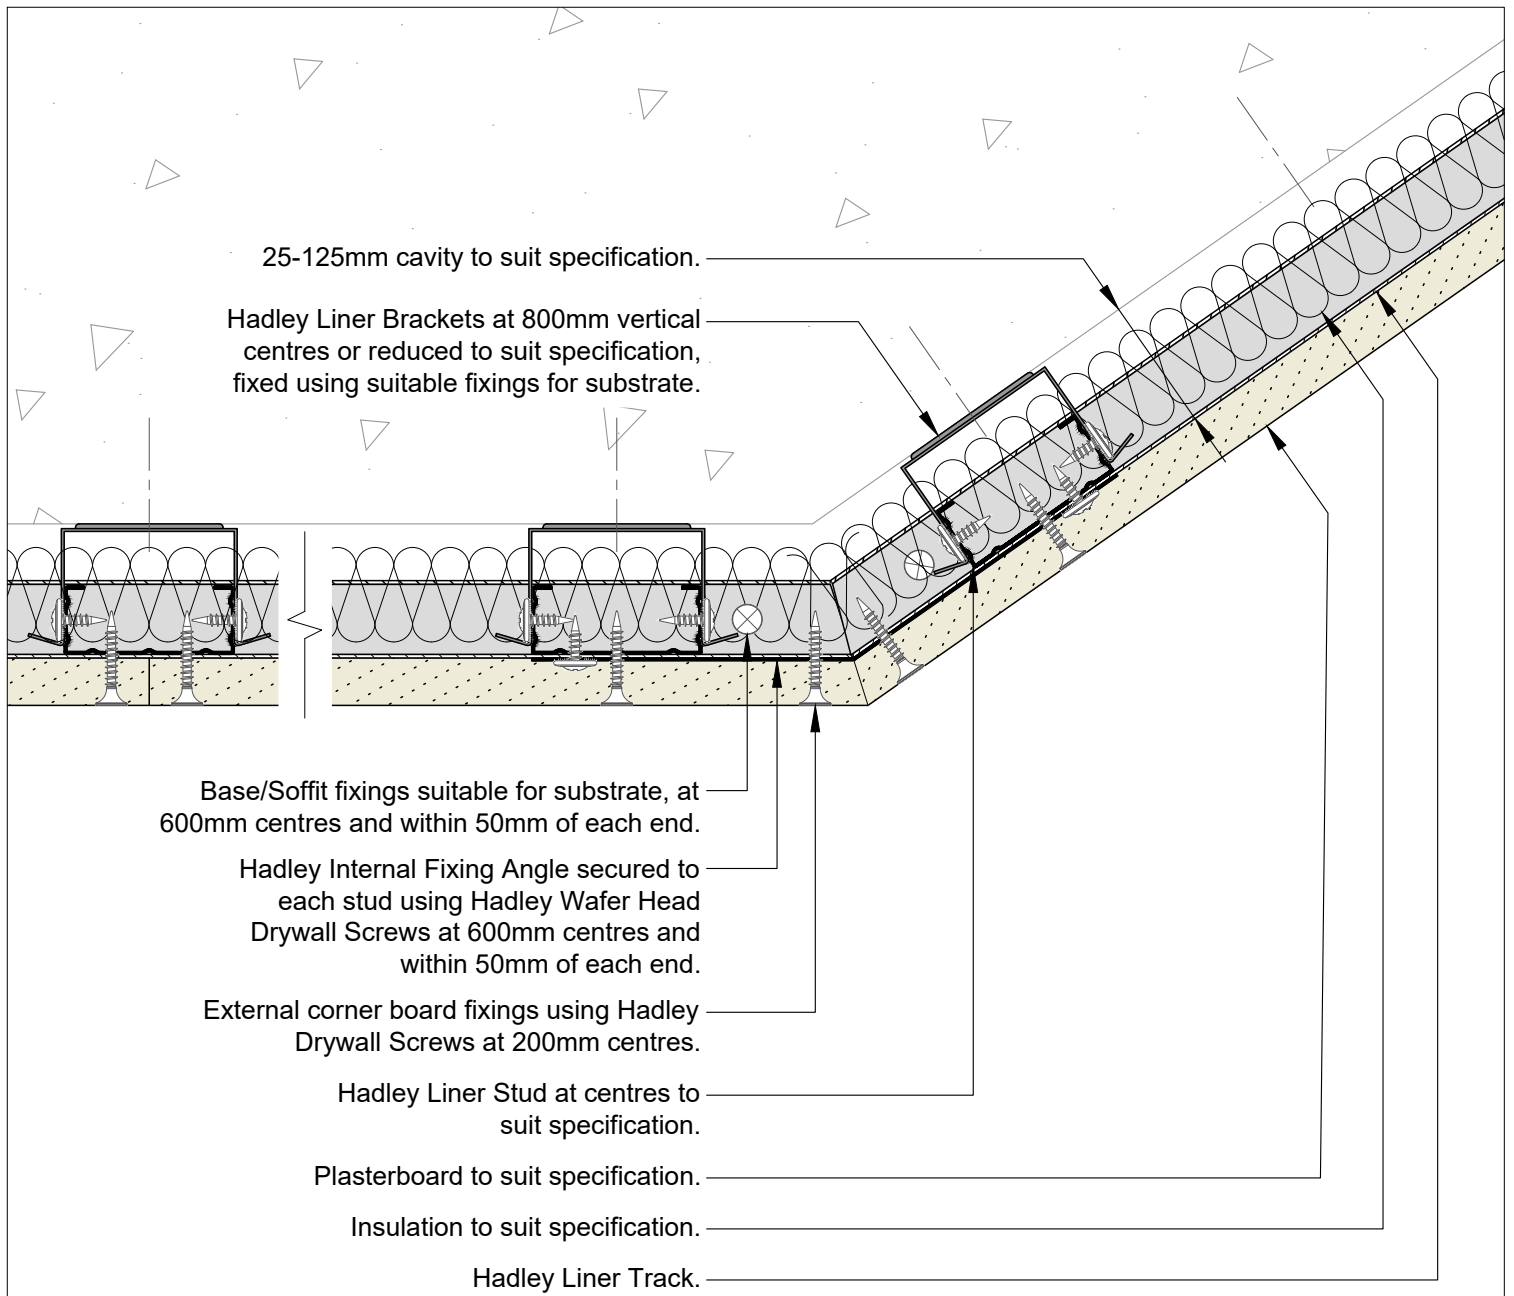 25-125mm cavity to suit specification.
Hadley Liner Brackets at 800mm vertical
centres or reduced to suit specification,
fixed using suitable fixings for substrate.
Base/Soffit fixings suitable for substrate, at
600mm centres and within 50mm of each end.
Hadley Internal Fixing Angle secured to
each stud using Hadley Wafer Head
Drywall Screws at 600mm centres and
within 50mm of each end.
External corner board fixings using Hadley
Drywall Screws at 200mm centres.
Hadley Liner Stud at centres to
suit specification.
Plasterboard to suit specification.
Insulation to suit specification.
Hadley Liner Track.